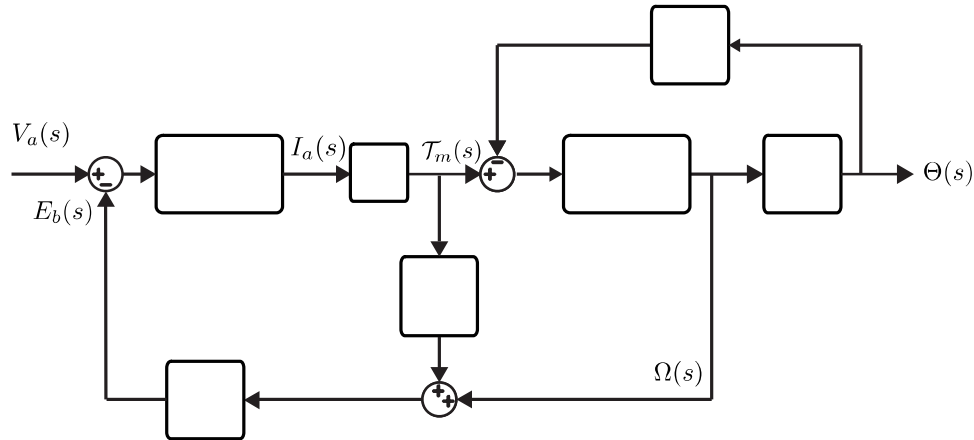 V_a(s)
I_a(s)
𝒯_m(s)
Θ(s)
E_b(s)
Ω(s)
+
−
+
−
+
+